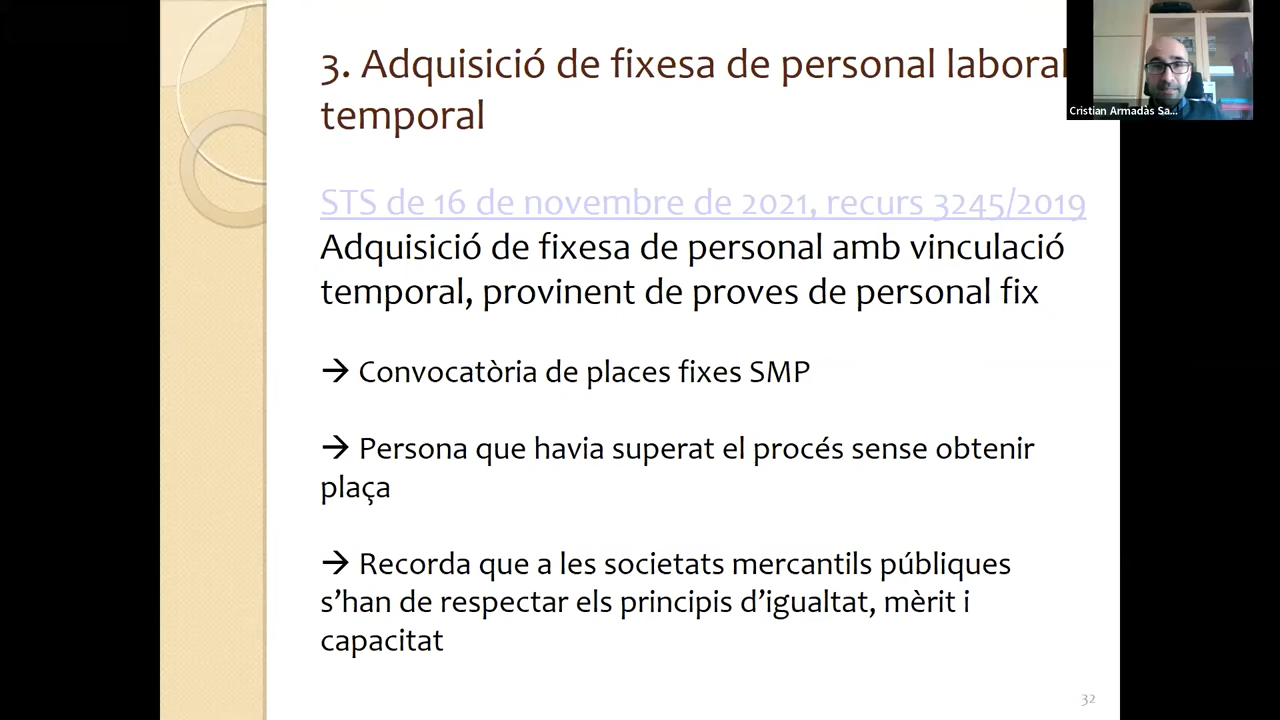 3. Adquisició de fixesa de personal laboral
temporal
Cristian Armadàs Sa...
STS de 16 de novembre de 2021, recurs 3245/2019
Adquisició de fixesa de personal amb vinculació
temporal, provinent de proves de personal fix
→ Convocatòria de places fixes SMP
→ Persona que havia superat el procés sense obtenir
plaça
→ Recorda que a les societats mercantils públiques
s’han de respectar els principis d’igualtat, mèrit i
capacitat
32